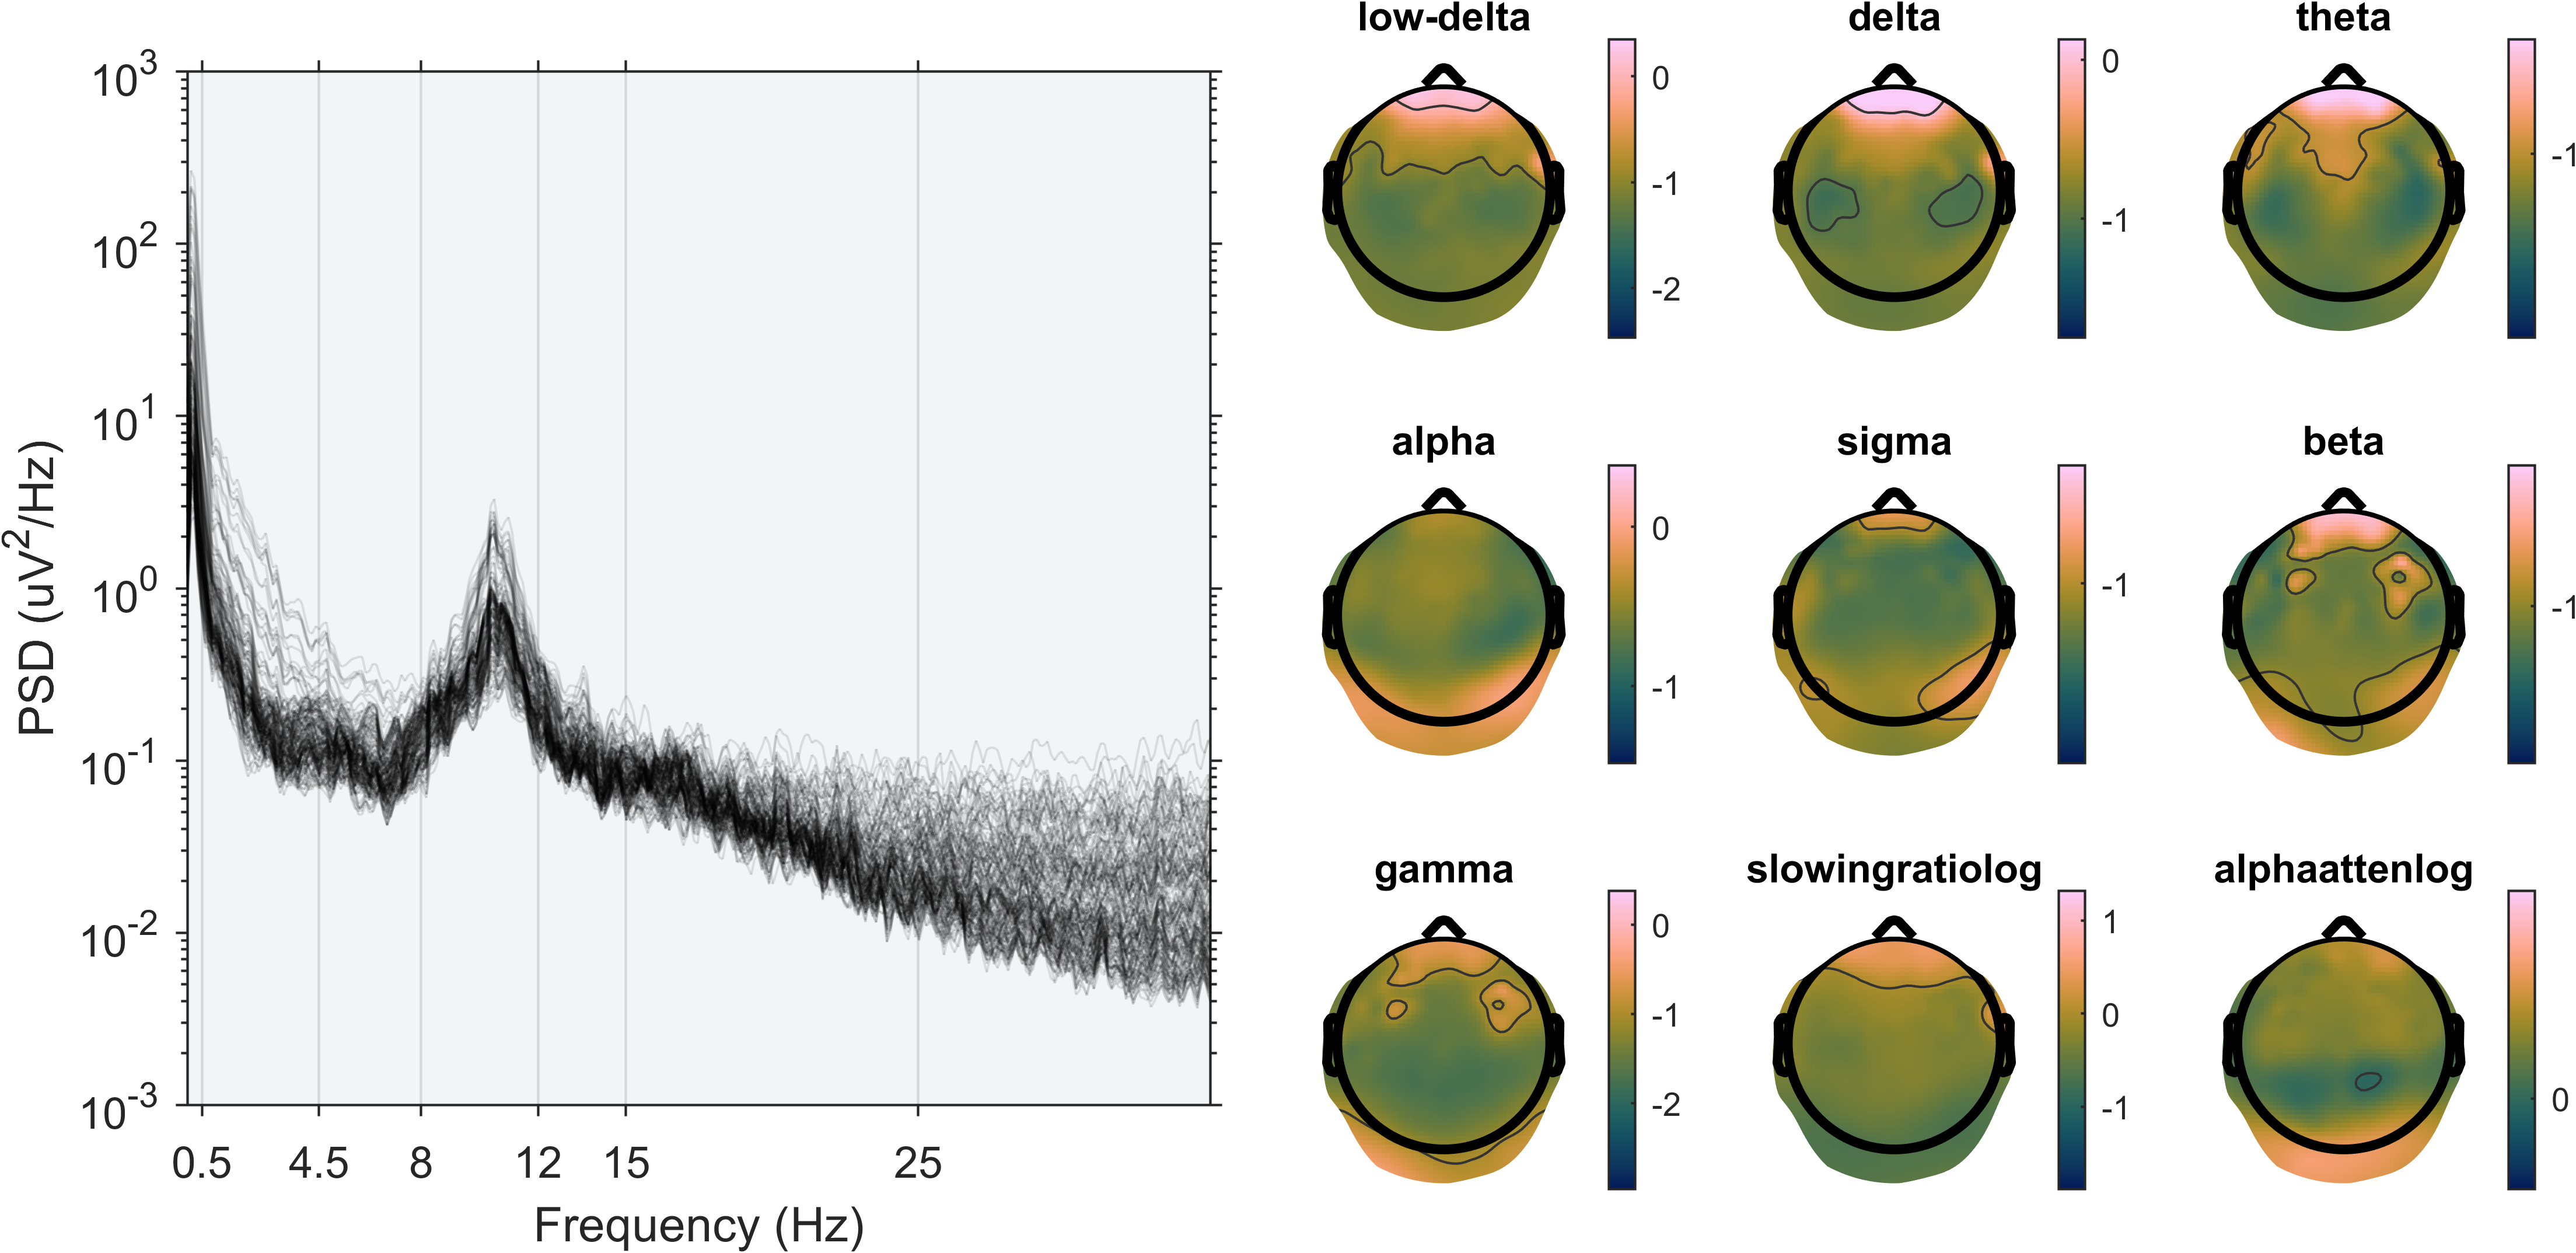 low-delta
delta
theta
10^3
10^2
10^1
10^0
10^-1
10^-2
10^-3
PSD (uV^2/Hz)
0.5 4.5 8 12 15 25
Frequency (Hz)
0
-1
-2
0
-1
-1
alpha
sigma
beta
0
-1
-1
-1
gamma
slowingratiolog
alphaattenlog
0
-1
-2
1
0
-1
0